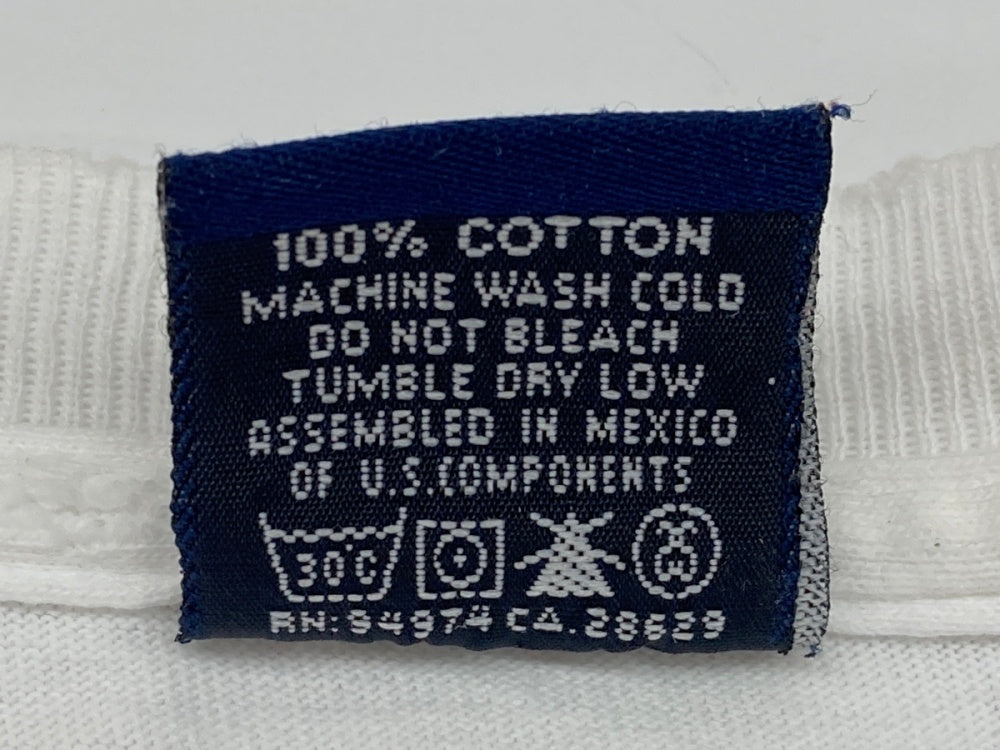 100% COTTON
MACHINE WASH COLD
DO NOT BLEACH
TUMBLE DRY LOW
ASSEMBLED IN MEXICO
OF U.S.COMPONENTS
30°C
RN: 94974 CA.28629